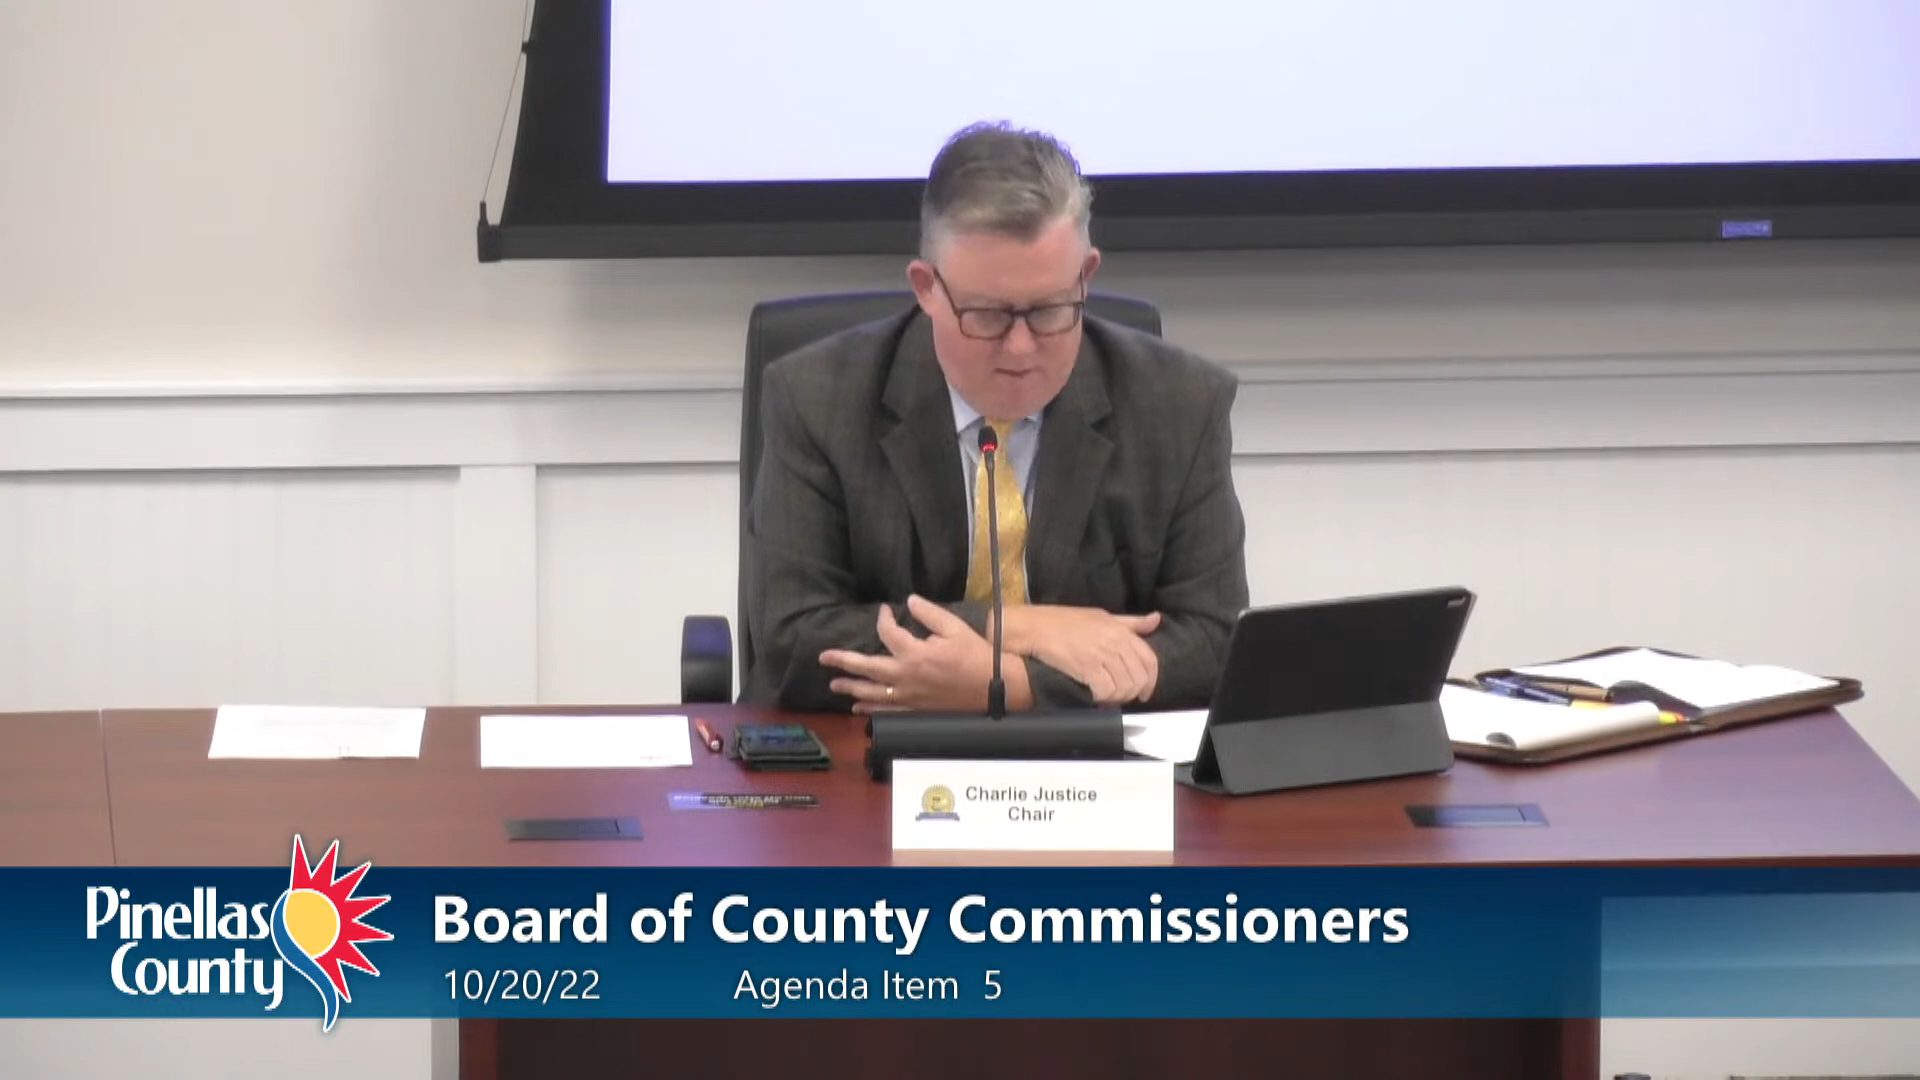 Charlie Justice
Chair
Pinellas
County
Board of County Commissioners
10/20/22 Agenda Item 5